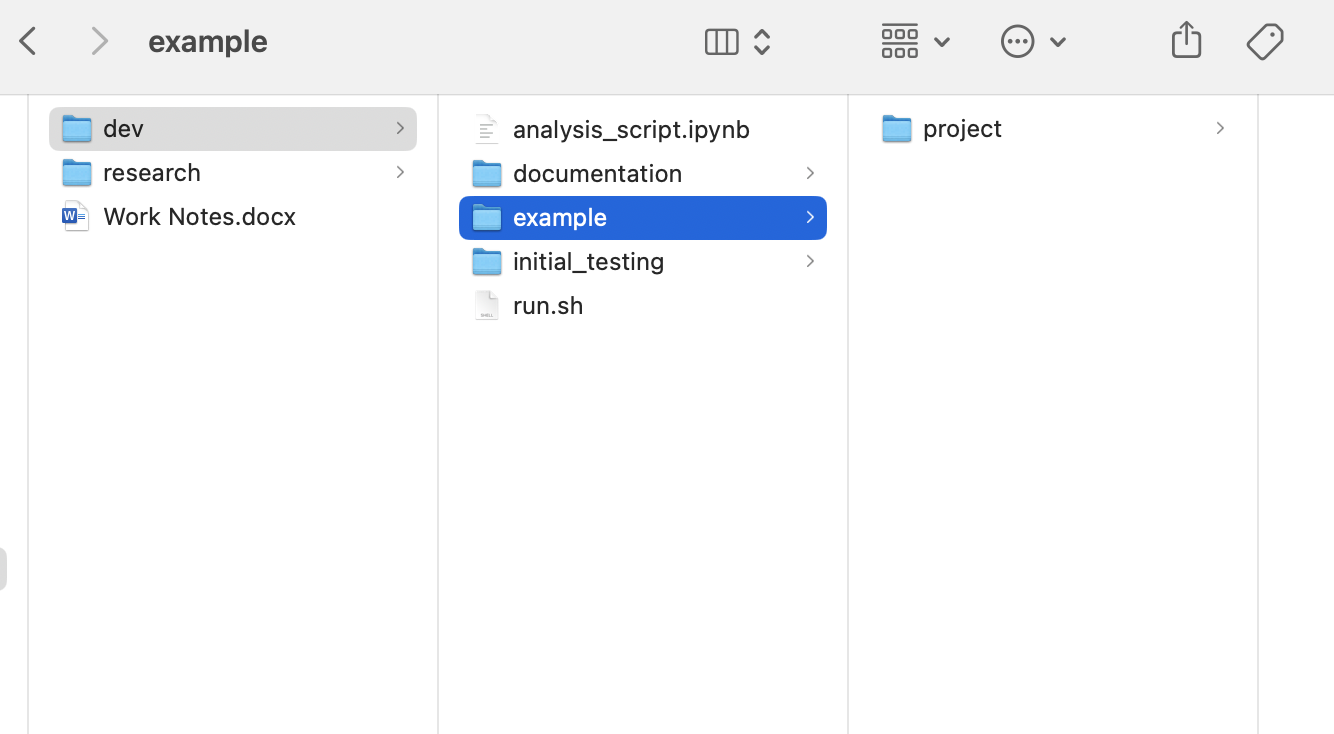 example
dev
research
Work Notes.docx
analysis_script.ipynb
documentation
example
initial_testing
run.sh
project